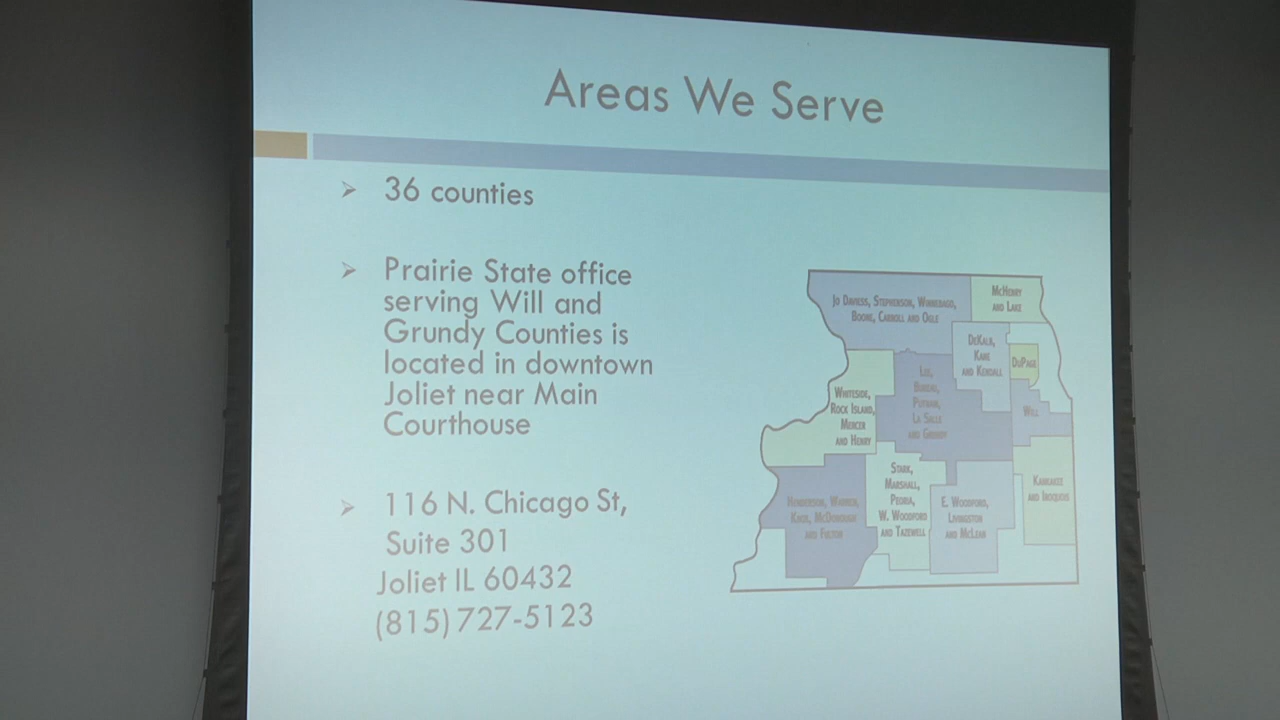 Areas We Serve
36 counties
Prairie State office
serving Will and
Grundy Counties is
located in downtown
Joliet near Main
Courthouse
116 N. Chicago St,
Suite 301
Joliet IL 60432
(815) 727-5123
Jo Daviess, Stephenson, Winnebago,
Boone, Carroll and Ogle
McHenry
and Lake
DeKalb,
Kane
and Kendall
DuPage
Lee,
Bureau,
Putnam,
La Salle
and Grundy
Will
Whiteside,
Rock Island,
Mercer
and Henry
Stark,
Marshall,
Peoria,
W. Woodford
and Tazewell
Kankakee
and Iroquois
Henderson, Warren,
Knox, McDonough
and Fulton
E. Woodford,
Livingston
and McLean